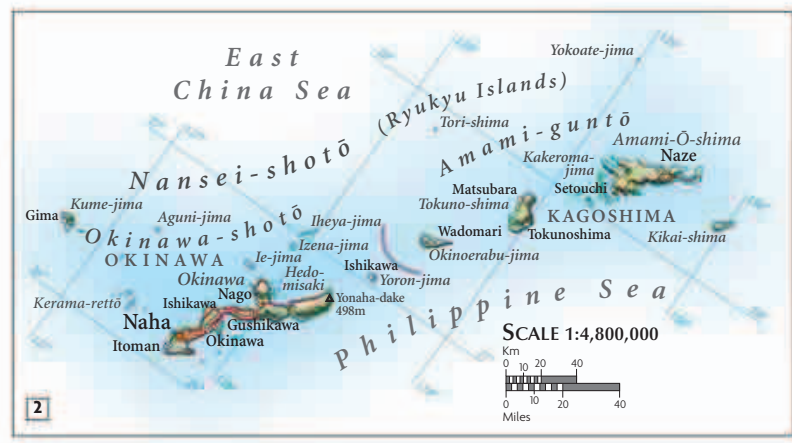 East
China Sea
Yokoate-jima
Nansei-shotō (Ryukyu Islands)
Tori-shima
Amami-guntō
Amami-Ō-shima
Kakeroma-
jima
Naze
Setouchi
Matsubara
Tokuno-shima
KAGOSHIMA
Tokunoshima
Kikai-shima
Wadomari
Okinoerabu-jima
Kume-jima
Gima
Aguni-jima
Okinawa-shotō
OKINAWA
Iheya-jima
Izena-jima
Ie-jima
Ishikawa
Yoron-jima
Okinawa
Hedo-
misaki
Nago
Kerama-rettō
Ishikawa
Yonaha-dake
498m
Naha
Gushikawa
Itoman
Okinawa
Philippine Sea
SCALE 1:4,800,000
Km
0 10 20 40
0 10 20 40
Miles
2